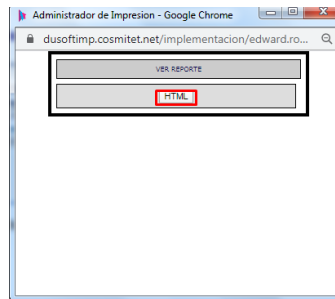 Administrador de Impresion - Google Chrome
dusoftimp.cosmitet.net/implementacion/edward.ro...
VER REPORTE
HTML